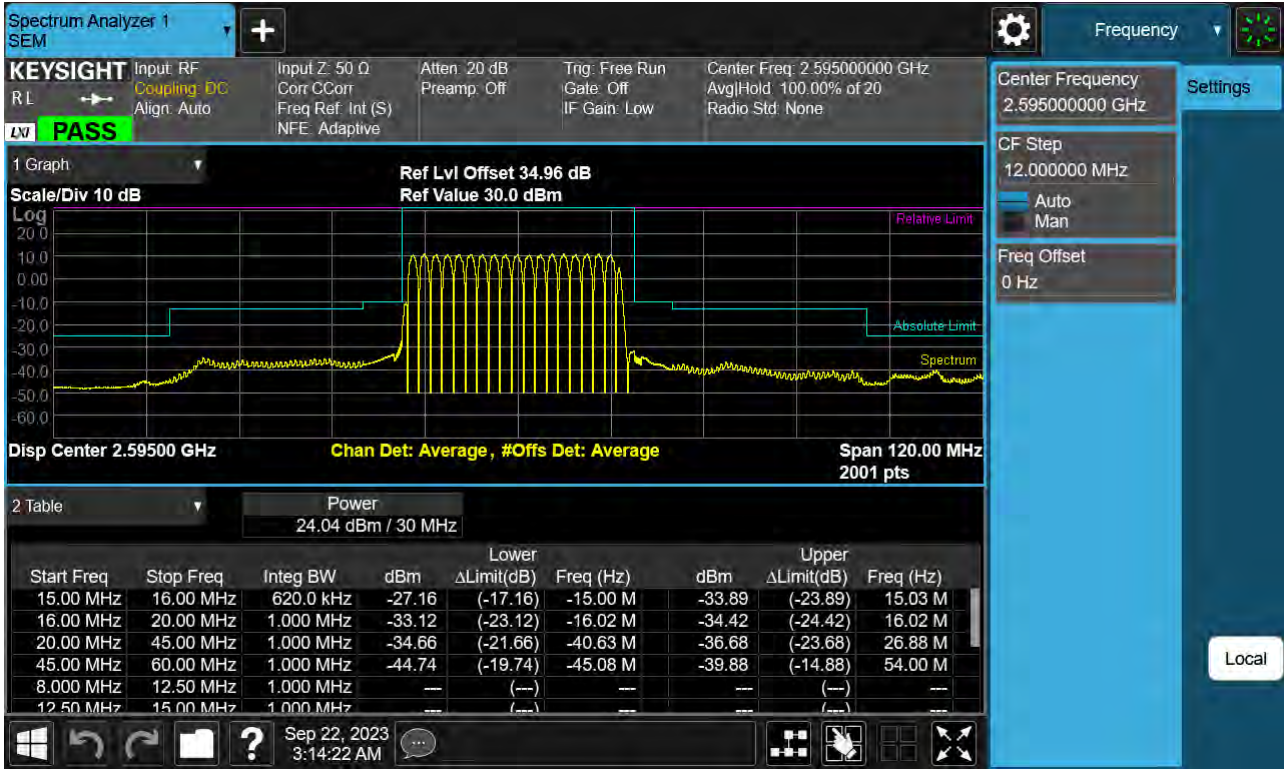 Spectrum Analyzer 1
SEM
Frequency
KEYSIGHT
R L
LXI
PASS
Input: RF
Coupling: DC
Align: Auto
Input Z: 50 Ω
Corr CCorr
Freq Ref: Int (S)
NFE: Adaptive
Atten: 20 dB
Preamp: Off
Trig: Free Run
Gate: Off
IF Gain: Low
Center Freq: 2.595000000 GHz
Avg|Hold: 100.00% of 20
Radio Std: None
Center Frequency
2.595000000 GHz
Settings
CF Step
12.000000 MHz
Auto
Man
Freq Offset
0 Hz
Local
1 Graph
Scale/Div 10 dB
Ref Lvl Offset 34.96 dB
Ref Value 30.0 dBm
Log
20.0
10.0
0.00
-10.0
-20.0
-30.0
-40.0
-50.0
-60.0
Relative Limit
Absolute Limit
Spectrum
Disp Center 2.59500 GHz
Chan Det: Average , #Offs Det: Average
Span 120.00 MHz
2001 pts
2 Table
Power
24.04 dBm / 30 MHz
Lower Upper
Start Freq Stop Freq Integ BW dBm ΔLimit(dB) Freq (Hz) dBm ΔLimit(dB) Freq (Hz)
15.00 MHz 16.00 MHz 620.0 kHz -27.16 (-17.16) -15.00 M -33.89 (-23.89) 15.03 M
16.00 MHz 20.00 MHz 1.000 MHz -33.12 (-23.12) -16.02 M -34.42 (-24.42) 16.02 M
20.00 MHz 45.00 MHz 1.000 MHz -34.66 (-21.66) -40.63 M -36.68 (-23.68) 26.88 M
45.00 MHz 60.00 MHz 1.000 MHz -44.74 (-19.74) -45.08 M -39.88 (-14.88) 54.00 M
8.000 MHz 12.50 MHz 1.000 MHz --- (---) --- --- (---) ---
12.50 MHz 15.00 MHz 1.000 MHz --- (---) --- --- (---) ---
Sep 22, 2023
3:14:22 AM